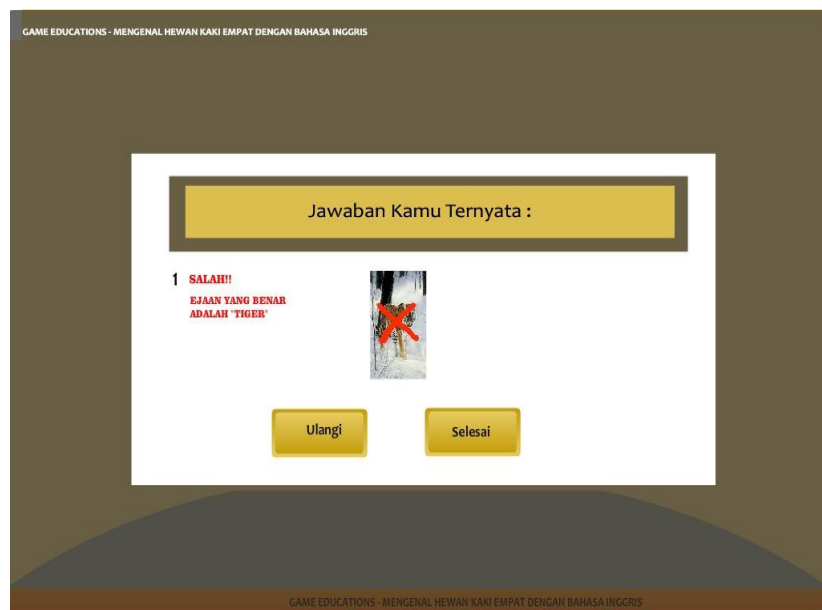 GAME EDUCATIONS - MENGENAL HEWAN KAKI EMPAT DENGAN BAHASA INGGRIS
Jawaban Kamu Ternyata :
1 SALAH!!
EJAAN YANG BENAR
ADALAH "TIGER"
Ulangi
Selesai
GAME EDUCATIONS - MENGENAL HEWAN KAKI EMPAT DENGAN BAHASA INGGRIS